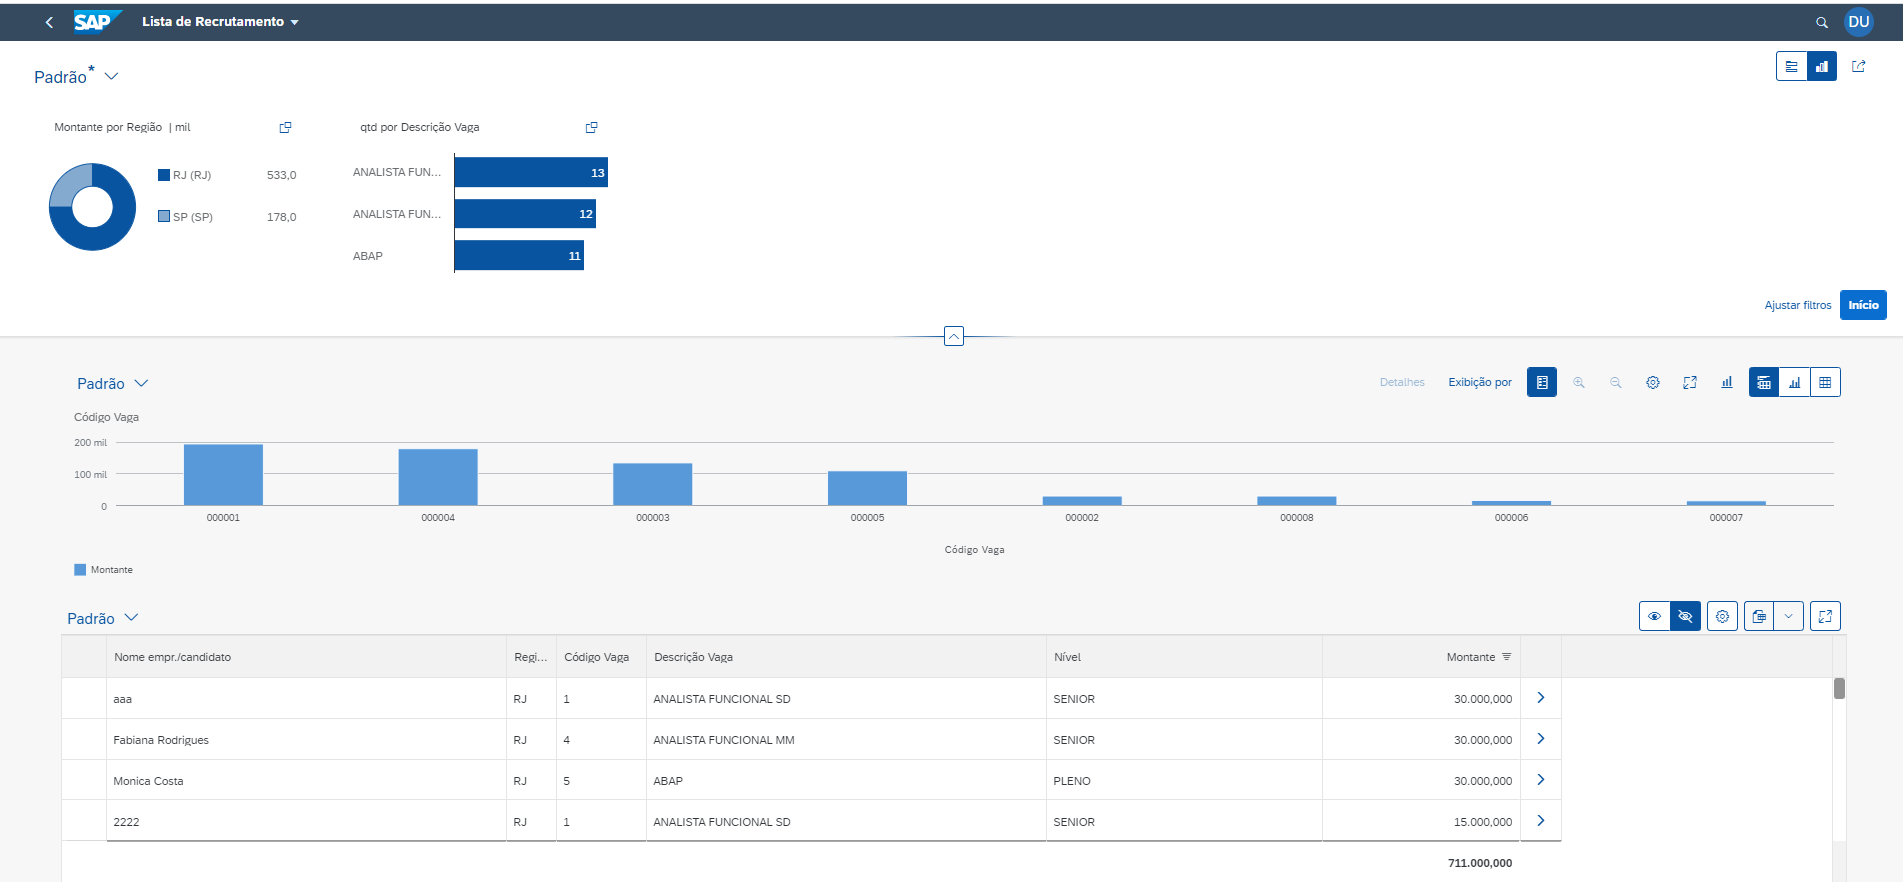 SAP Lista de Recrutamento DU
Padrão*
Montante por Região | mil
RJ (RJ) 533,0
SP (SP) 178,0
qtd por Descrição Vaga
ANALISTA FUN... 13
ANALISTA FUN... 12
ABAP 11
Ajustar filtros Início
Padrão Detalhes Exibição por
Código Vaga
200 mil
100 mil
0
000001 000004 000003 000005 000002 000008 000006 000007
Código Vaga
Montante
Padrão
Nome empr./candidato Regi... Código Vaga Descrição Vaga Nível Montante
aaa RJ 1 ANALISTA FUNCIONAL SD SENIOR 30.000,000
Fabiana Rodrigues RJ 4 ANALISTA FUNCIONAL MM SENIOR 30.000,000
Monica Costa RJ 5 ABAP PLENO 30.000,000
2222 RJ 1 ANALISTA FUNCIONAL SD SENIOR 15.000,000
711.000,000